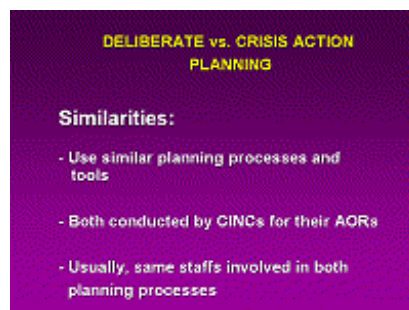 DELIBERATE vs. CRISIS ACTION
PLANNING
Similarities:
- Use similar planning processes and
tools
- Both conducted by CINCs for their AORs
- Usually, same staffs involved in both
planning processes